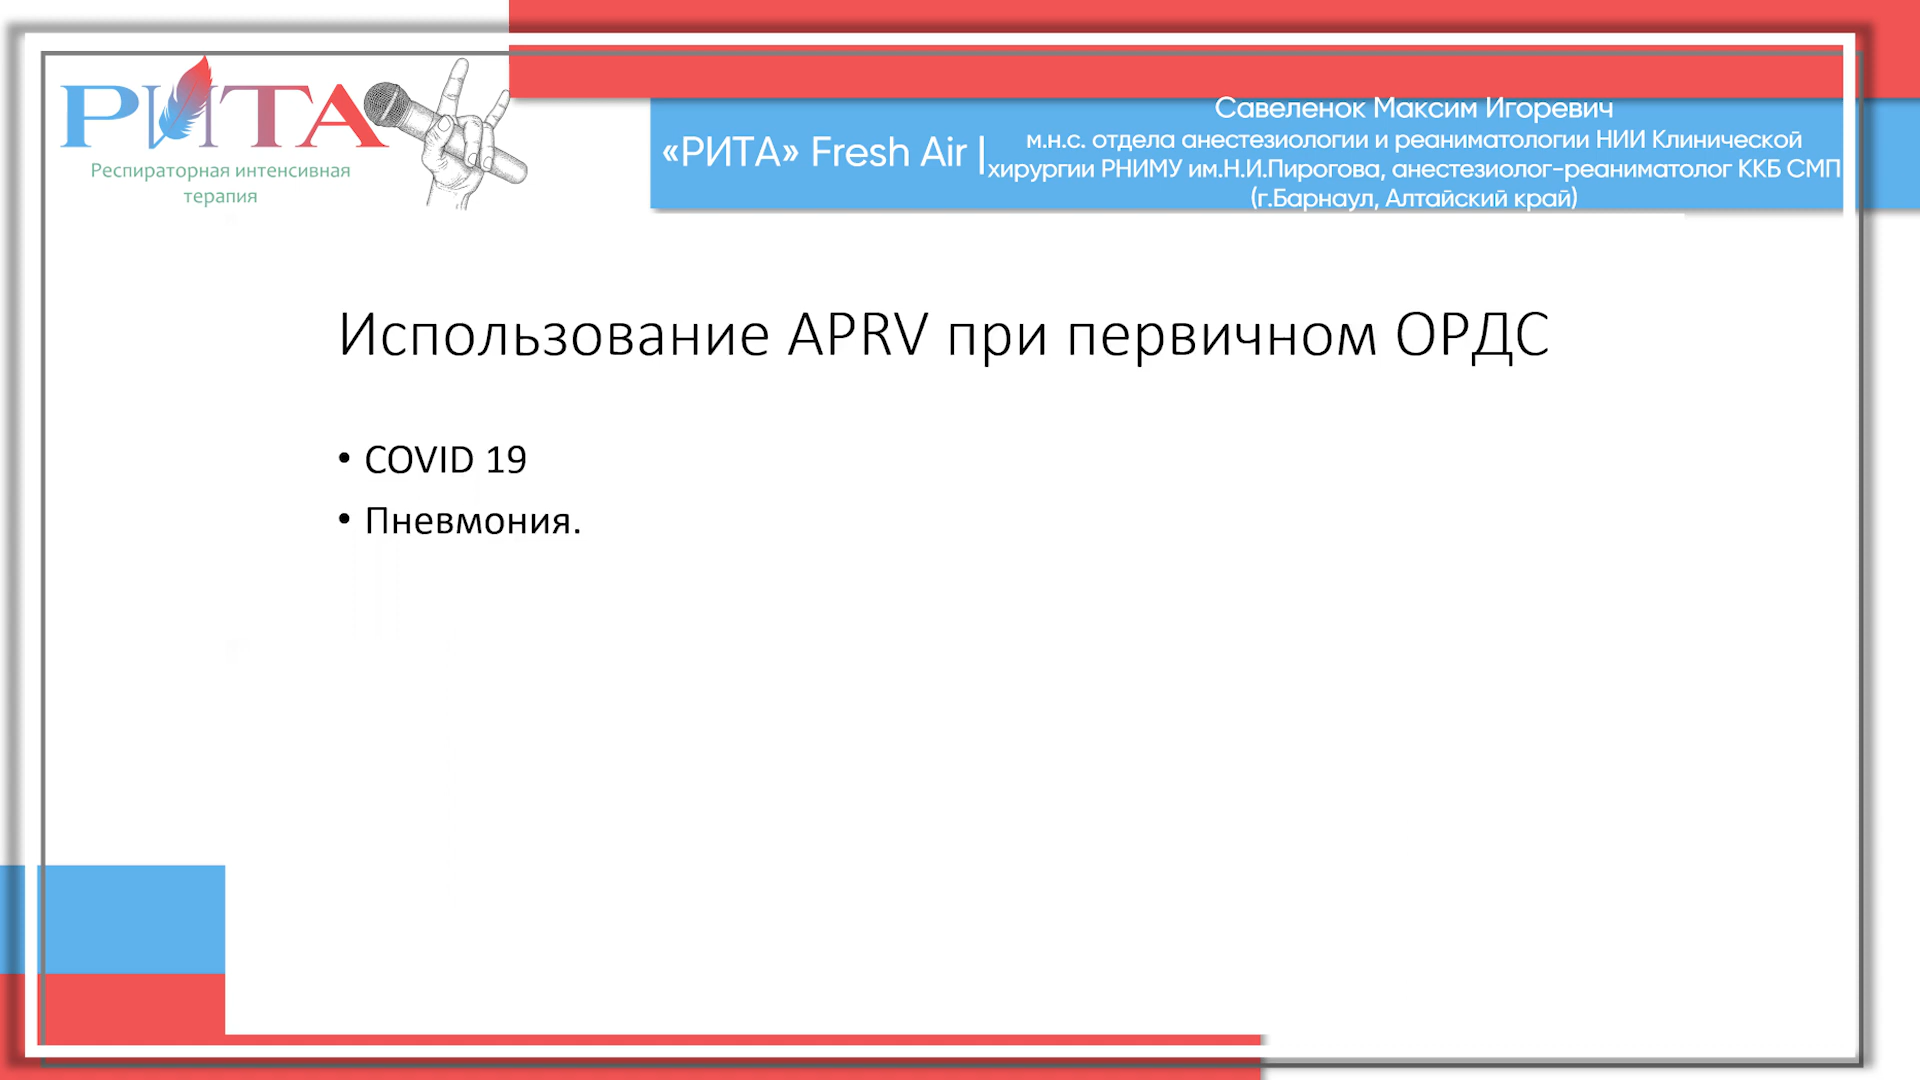 РИТА
Респираторная интенсивная
терапия
«РИТА» Fresh Air |
Савеленок Максим Игоревич
м.н.с. отдела анестезиологии и реаниматологии НИИ Клинической
хирургии РНИМУ им.Н.И.Пирогова, анестезиолог-реаниматолог ККБ СМП
(г.Барнаул, Алтайский край)
Использование APRV при первичном ОРДС
• COVID 19
• Пневмония.